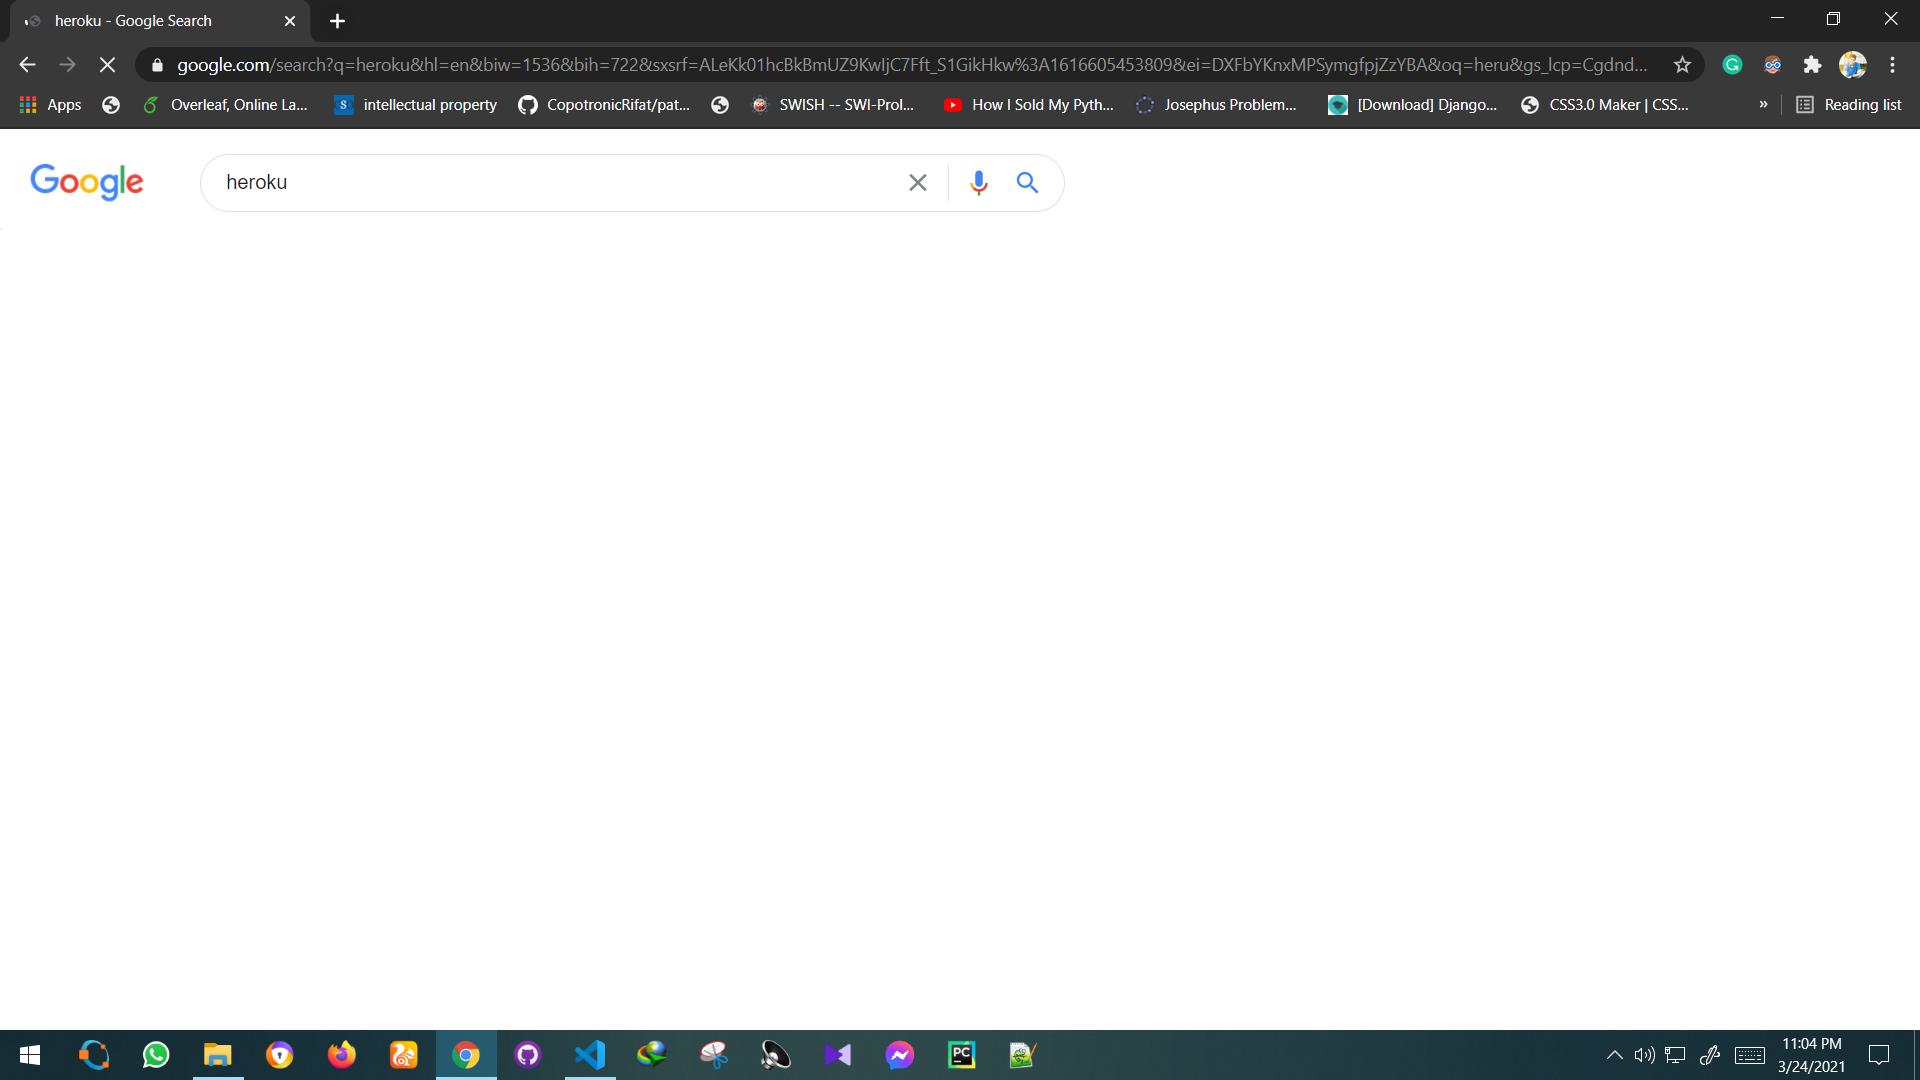 heroku - Google Search
google.com/search?q=heroku&hl=en&biw=1536&bih=722&sxsrf=ALeKk01hcBkBmUZ9KwIjC7Fft_S1GikHkw%3A1616605453809&ei=DXFbYKnxMPSymgfpjZzYBA&oq=heru&gs_lcp=Cgdnd...
Apps
Overleaf, Online La...
intellectual property
CopotronicRifat/pat...
SWISH -- SWI-Prol...
How I Sold My Pyth...
Josephus Problem...
[Download] Django...
CSS3.0 Maker | CSS...
»
Reading list
Google
heroku
PC
11:04 PM
3/24/2021